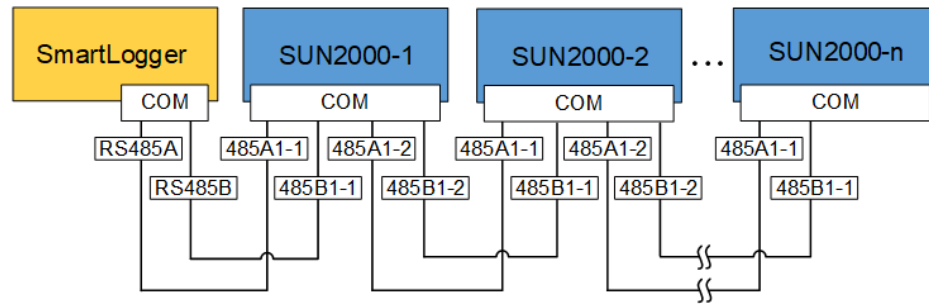 SmartLogger
SUN2000-1
SUN2000-2
...
SUN2000-n
COM
COM
COM
COM
RS485A
485A1-1
485A1-2
485A1-1
485A1-2
485A1-1
RS485B
485B1-1
485B1-2
485B1-1
485B1-2
485B1-1